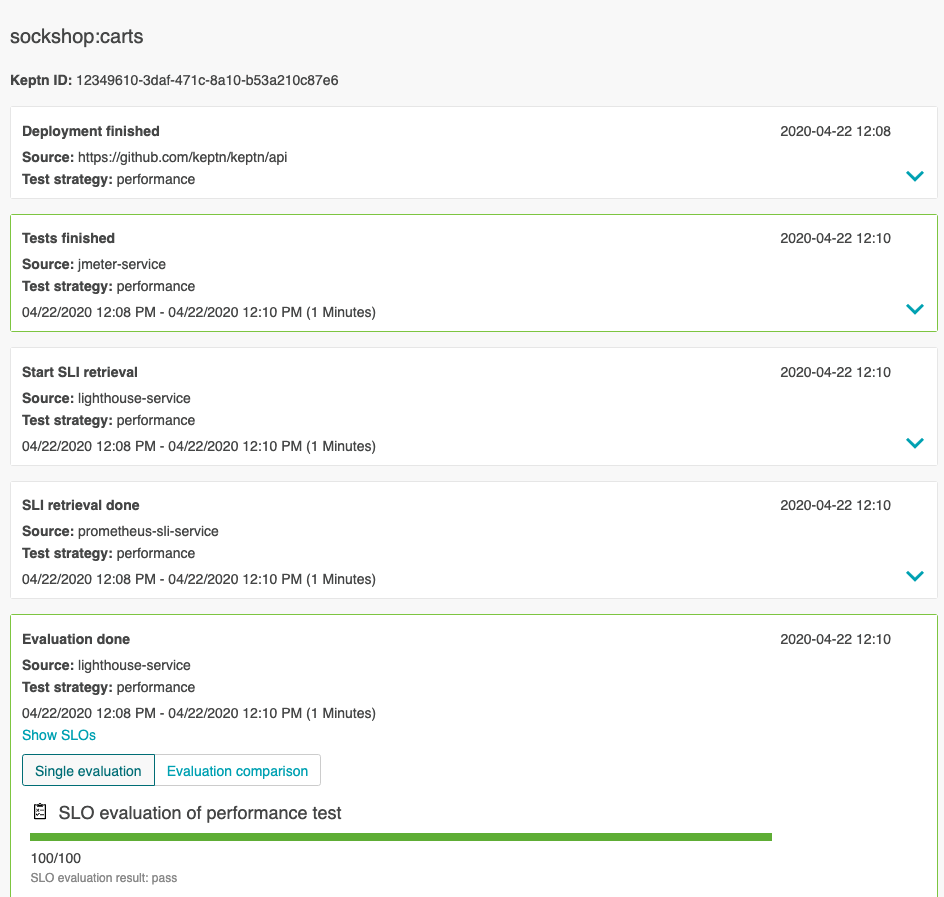 sockshop:carts
Keptn ID: 12349610-3daf-471c-8a10-b53a210c87e6
Deployment finished 2020-04-22 12:08
Source: https://github.com/keptn/keptn/api
Test strategy: performance
Tests finished 2020-04-22 12:10
Source: jmeter-service
Test strategy: performance
04/22/2020 12:08 PM - 04/22/2020 12:10 PM (1 Minutes)
Start SLI retrieval 2020-04-22 12:10
Source: lighthouse-service
Test strategy: performance
04/22/2020 12:08 PM - 04/22/2020 12:10 PM (1 Minutes)
SLI retrieval done 2020-04-22 12:10
Source: prometheus-sli-service
Test strategy: performance
04/22/2020 12:08 PM - 04/22/2020 12:10 PM (1 Minutes)
Evaluation done 2020-04-22 12:10
Source: lighthouse-service
Test strategy: performance
04/22/2020 12:08 PM - 04/22/2020 12:10 PM (1 Minutes)
Show SLOs
Single evaluation Evaluation comparison
SLO evaluation of performance test
100/100
SLO evaluation result: pass